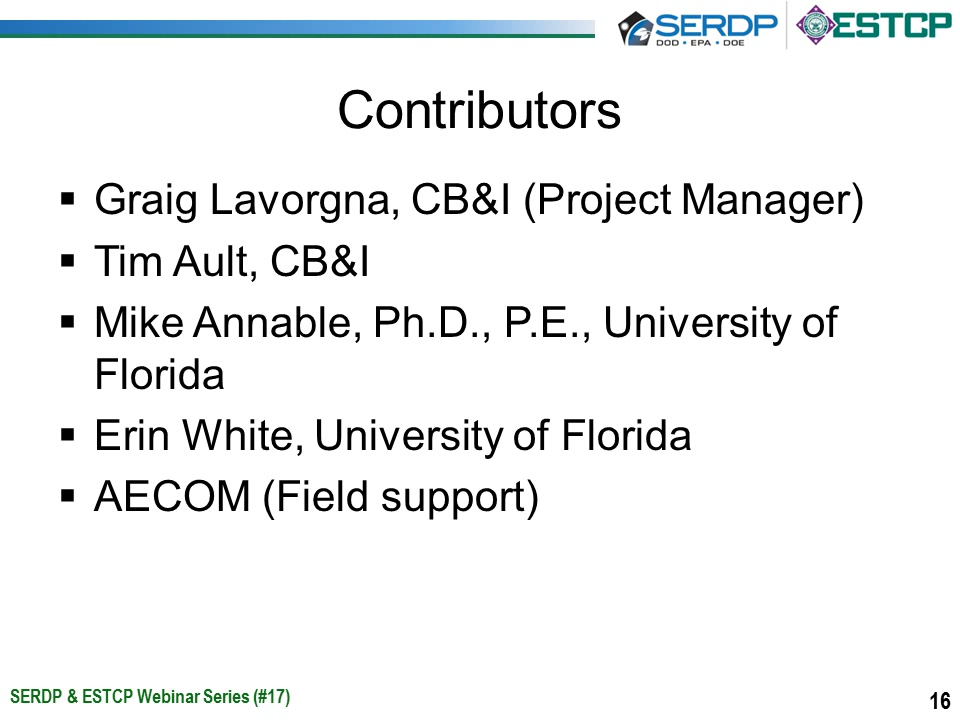 SERDP
DOD • EPA • DOE
ESTCP
Contributors
▪ Graig Lavorgna, CB&I (Project Manager)
▪ Tim Ault, CB&I
▪ Mike Annable, Ph.D., P.E., University of
Florida
▪ Erin White, University of Florida
▪ AECOM (Field support)
SERDP & ESTCP Webinar Series (#17)
16